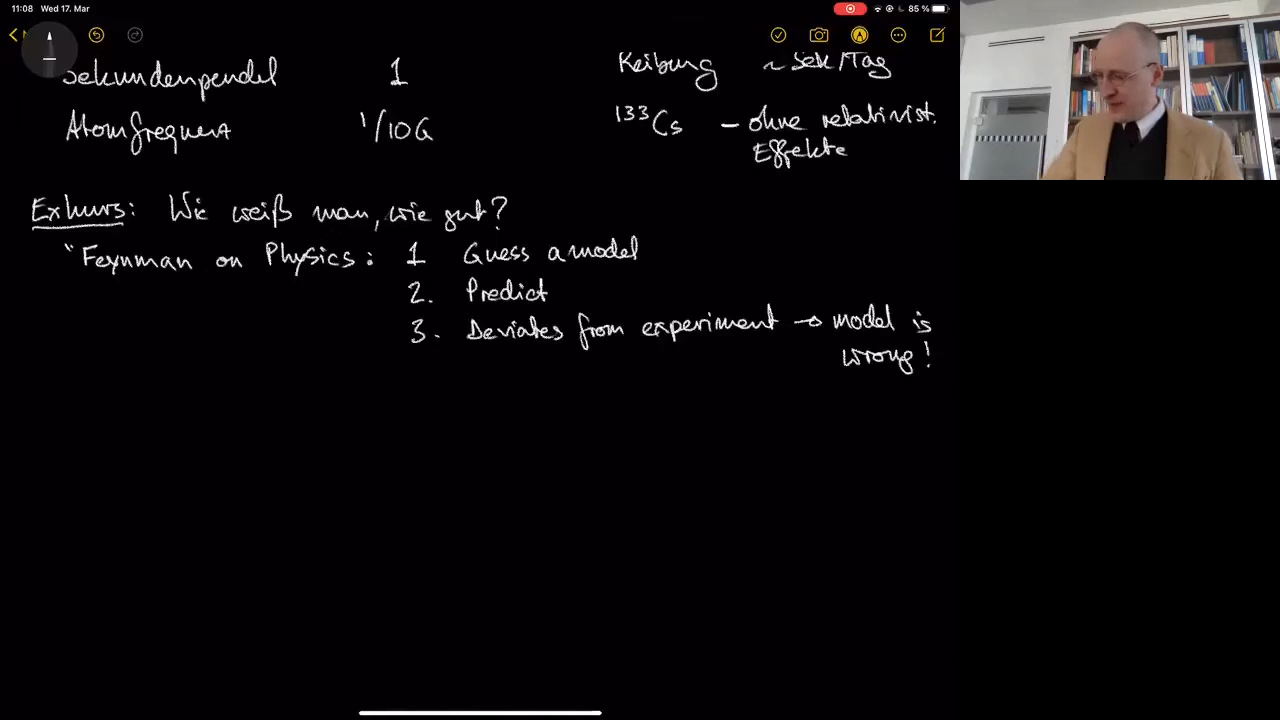 11:08 Wed 17. Mar
85 %
Sekundenpendel 1 Reibung ~ Sek/Tag
Atomfrequenz 1/10G 133Cs – ohne relativist.
Effekte
Exkurs: Wie weiß man, wie gut?
"Feynman on Physics: 1 Guess a model
2. Predict
3. Deviates from experiment → model is
wrong!